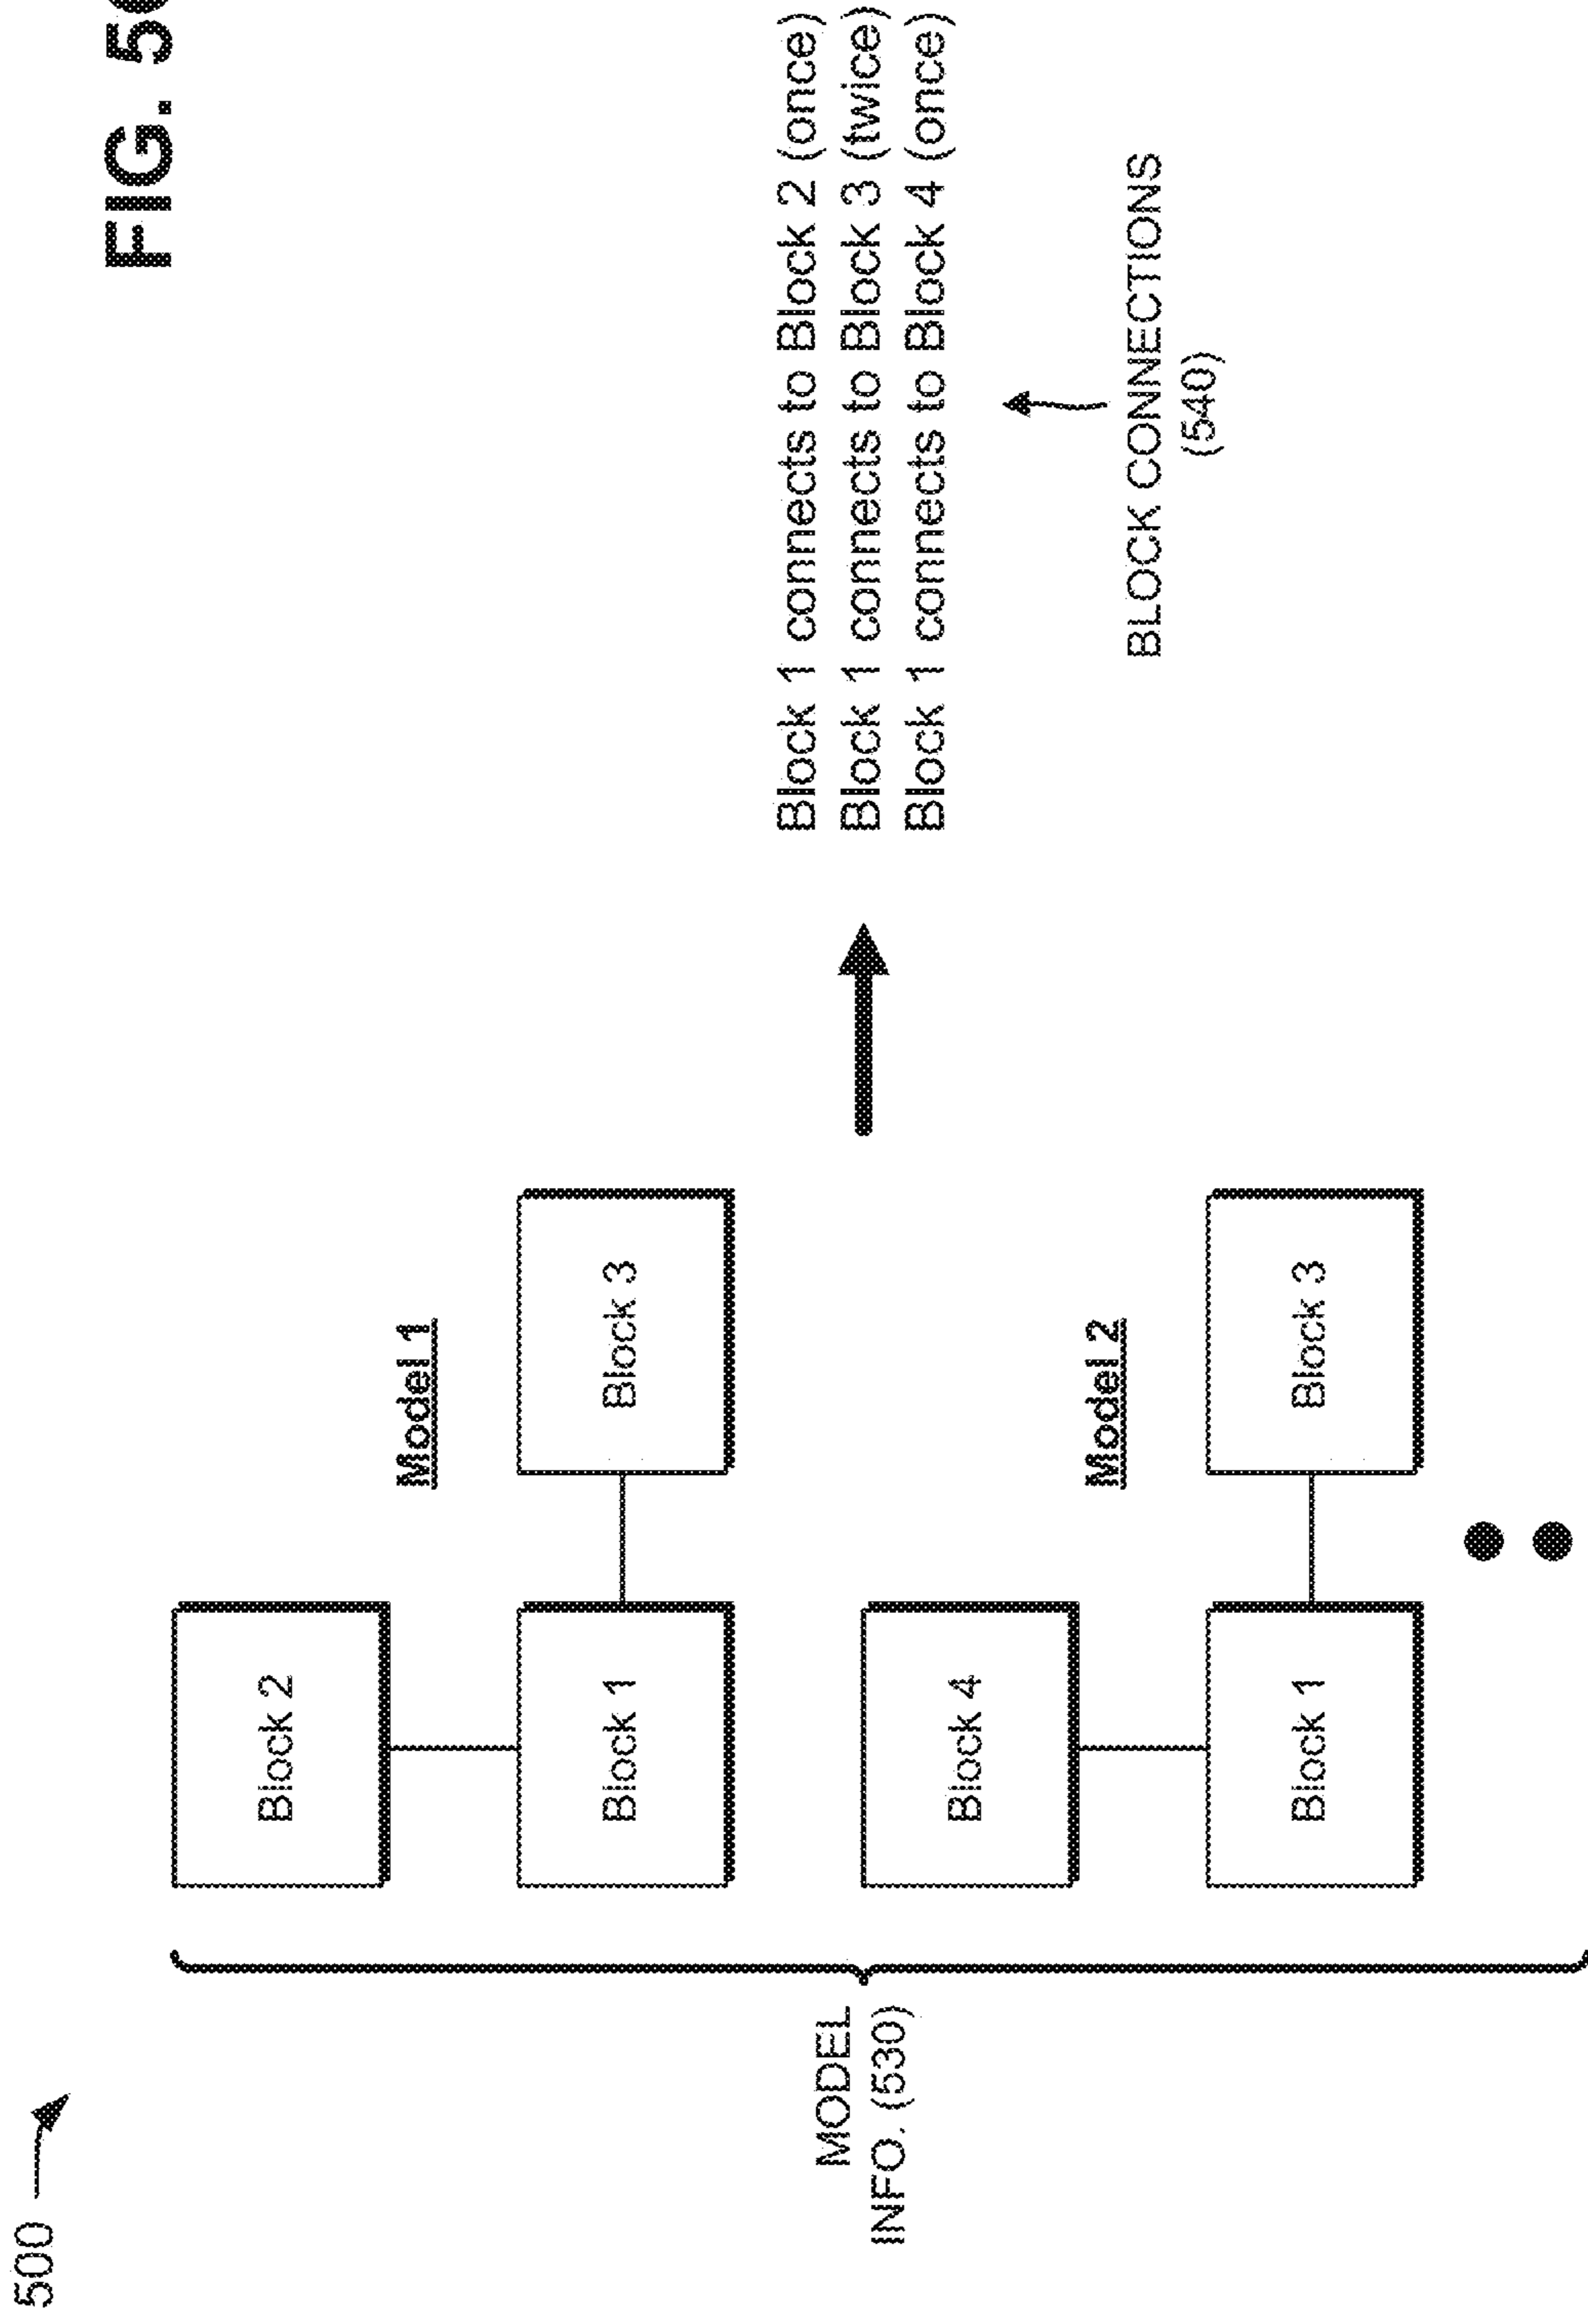 500
FIG. 5
Block 2
Model 1
Block 1
Block 3
Block 4
Model 2
Block 1
Block 3
MODEL
INFO. (530)
Block 1 connects to Block 2 (once)
Block 1 connects to Block 3 (twice)
Block 1 connects to Block 4 (once)
BLOCK CONNECTIONS
(540)